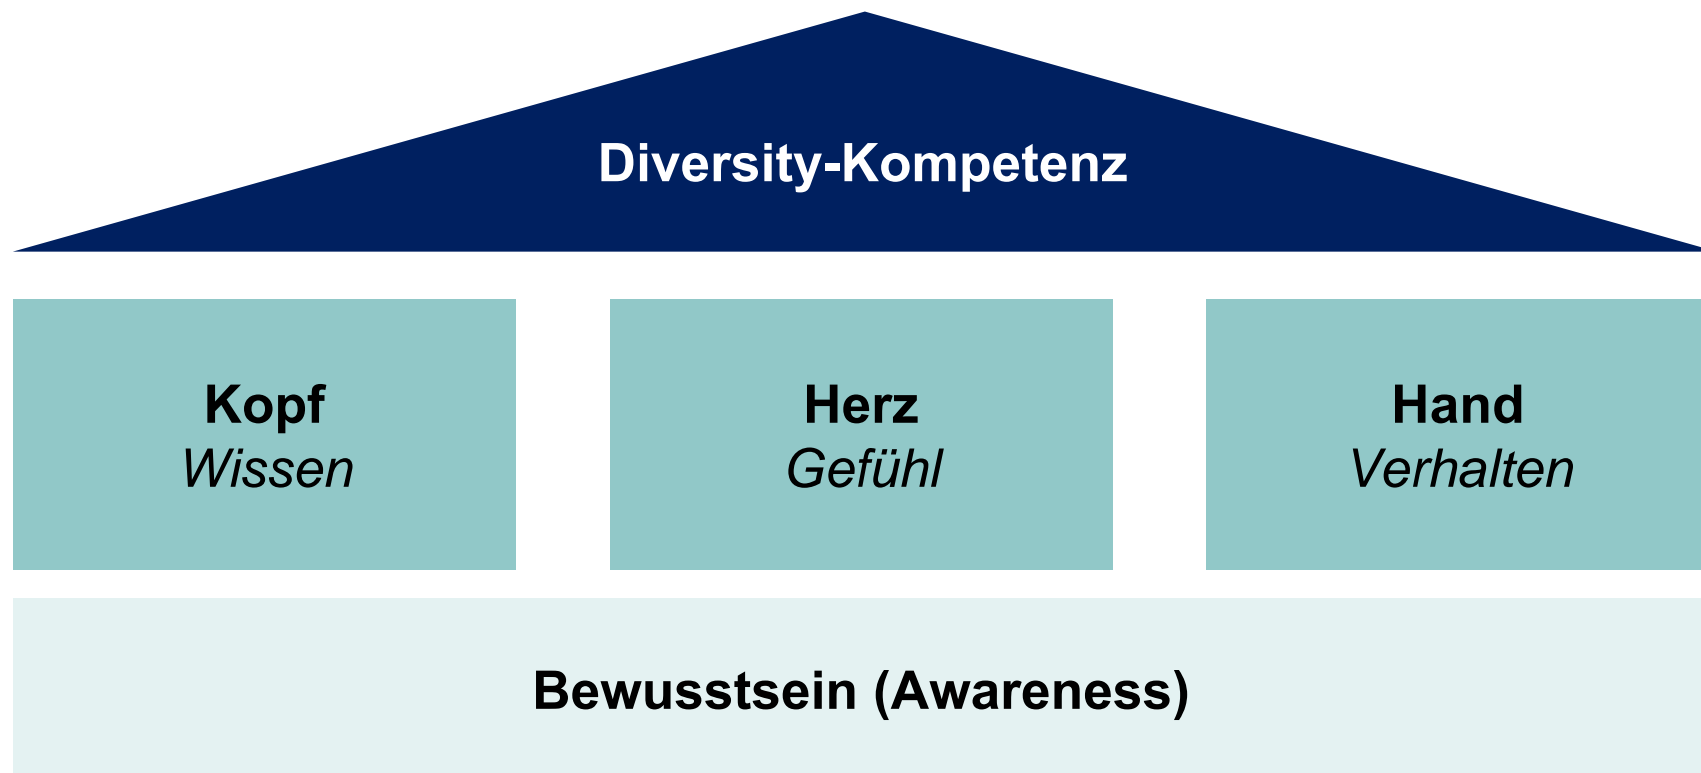 Diversity-Kompetenz
Kopf
Wissen
Herz
Gefühl
Hand
Verhalten
Bewusstsein (Awareness)